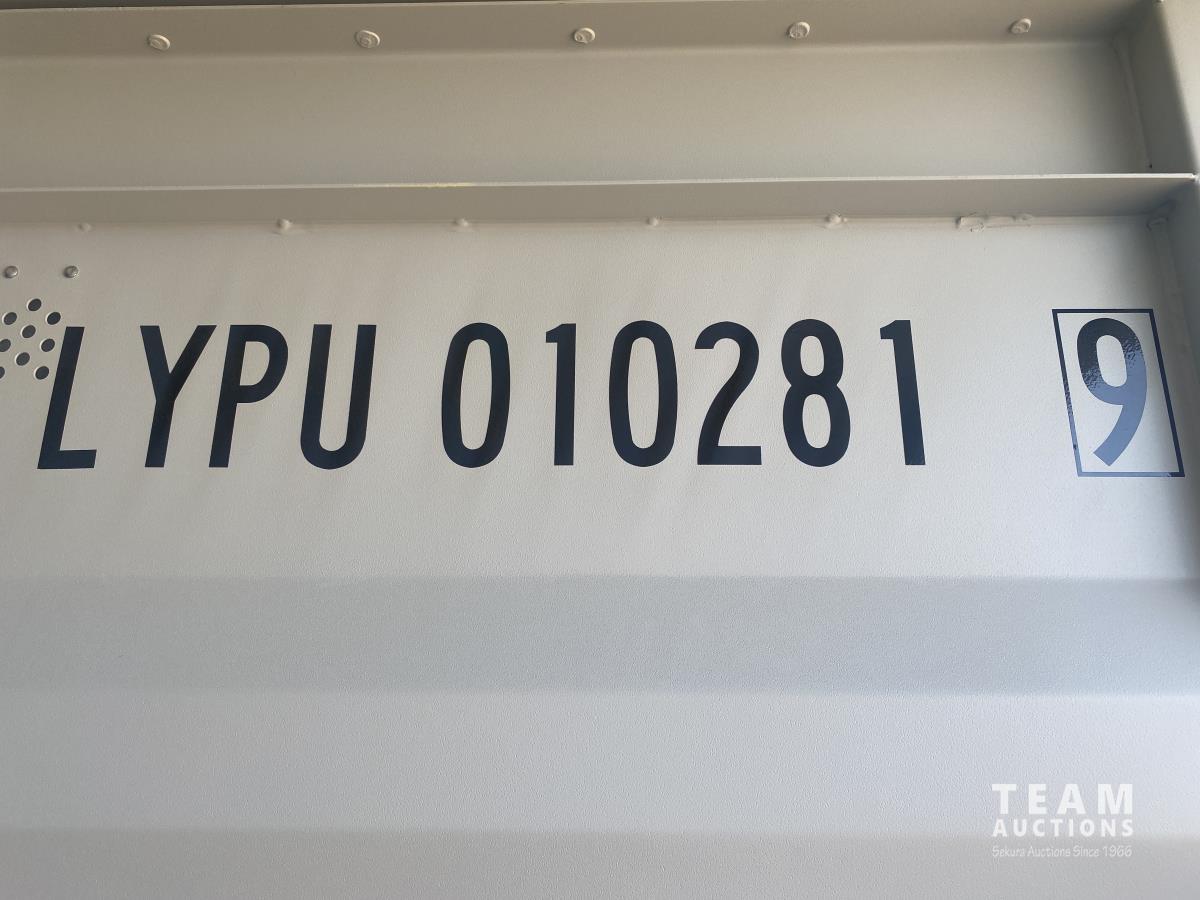 LYPU 010281 9
TEAM
AUCTIONS
Sekura Auctions Since 1966